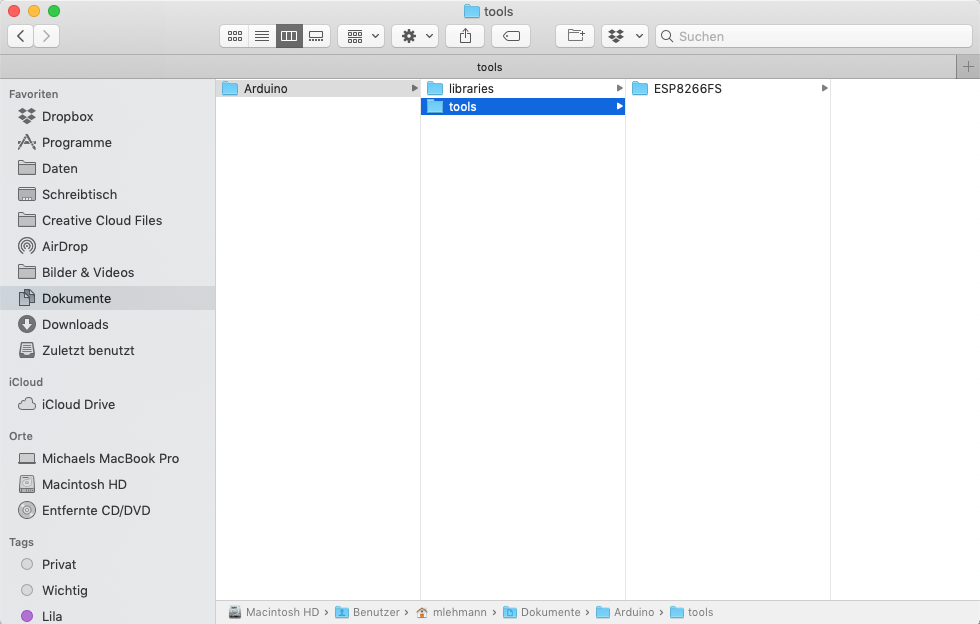 tools
Suchen
tools
Favoriten
Dropbox
Programme
Daten
Schreibtisch
Creative Cloud Files
AirDrop
Bilder & Videos
Dokumente
Downloads
Zuletzt benutzt
iCloud
iCloud Drive
Orte
Michaels MacBook Pro
Macintosh HD
Entfernte CD/DVD
Tags
Privat
Wichtig
Lila
Arduino
libraries
tools
ESP8266FS
Macintosh HD › Benutzer › mlehmann › Dokumente › Arduino › tools